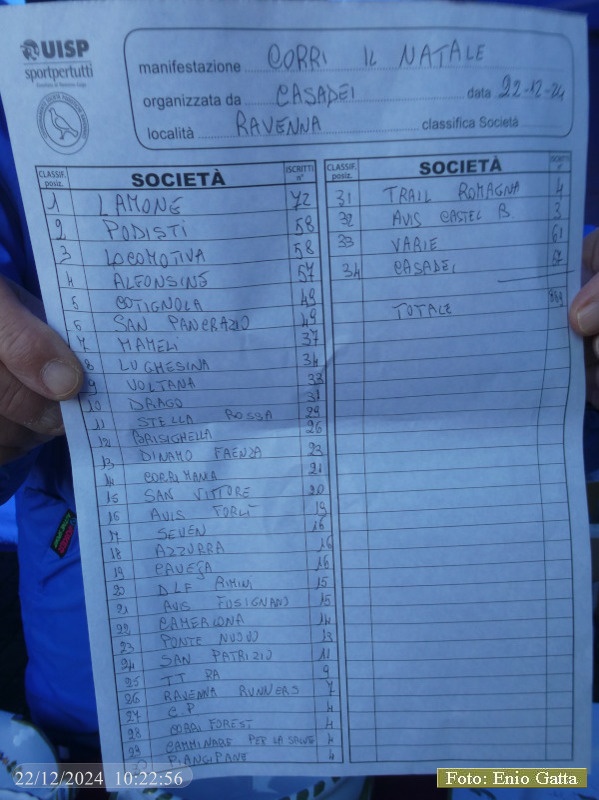 UISP
sportpertutti
manifestazione CORRI IL NATALE
organizzata da CASADEI data 22-12-24
località RAVENNA classifica Società
CLASSIF. posiz. SOCIETÀ ISCRITTI n°
1 LAMONE 72
2 PODISTI 58
3 LOCOMOTIVA 58
4 ALFONSINE 57
5 COTIGNOLA 49
6 SAN PANCRAZIO 49
7 MAMELI 37
8 LUGHESINA 34
9 VOLTANA 33
10 DRAGO 31
11 STELLA ROSSA 29
12 BRISIGHELLA 26
13 DINAMO FAENZA 23
14 CORRI MANIA 21
15 SAN VITTORE 20
16 AVIS FORLÌ 19
17 SEVEN 16
18 AZZURRA 16
19 CAVEJA 16
20 DLF RIMINI 15
21 AVIS FUSIGNANO 15
22 CAMERLONA 14
23 PONTE NUOVO 13
24 SAN PATRIZIO 11
25 TT RA 9
26 RAVENNA RUNNERS 7
27 C P 4
28 CORRI FOREST 4
29 CAMMINARE PER LA SALUTE 4
30 PIANGIPANE 4
CLASSIF. posiz. SOCIETÀ ISCRITTI
31 TRAIL ROMAGNA 4
32 AVIS CASTEL B. 3
33 VARIE 61
34 CASADEI
TOTALE
22/12/2024 10:22:56
Foto: Enio Gatta